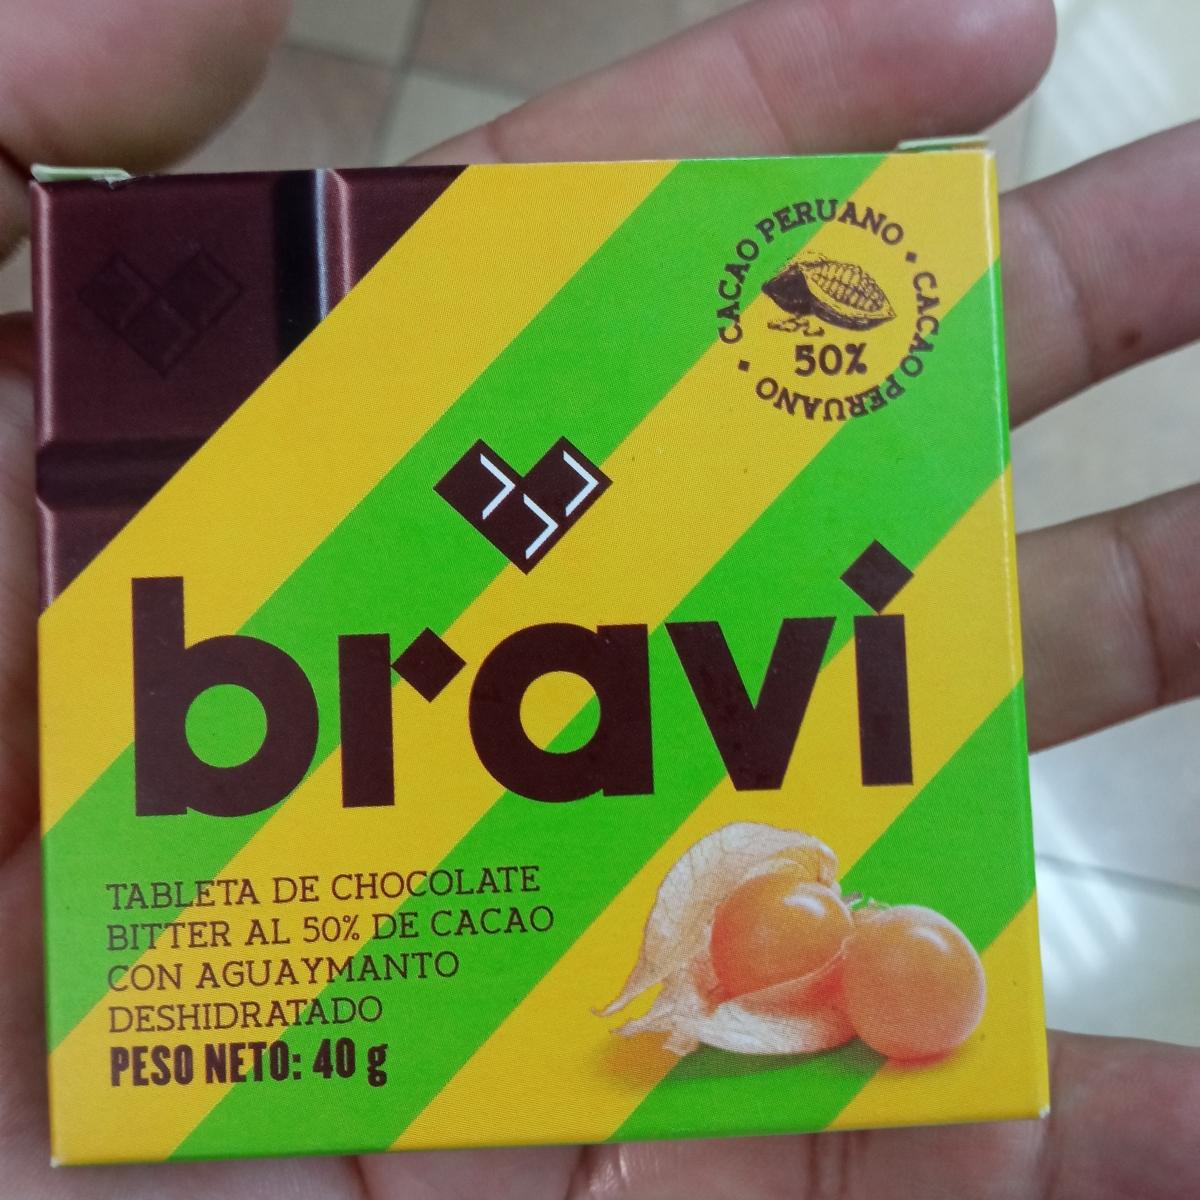 CACAO PERUANO • CACAO PERUANO •
50%
bravi
TABLETA DE CHOCOLATE
BITTER AL 50% DE CACAO
CON AGUAYMANTO
DESHIDRATADO
PESO NETO: 40 g